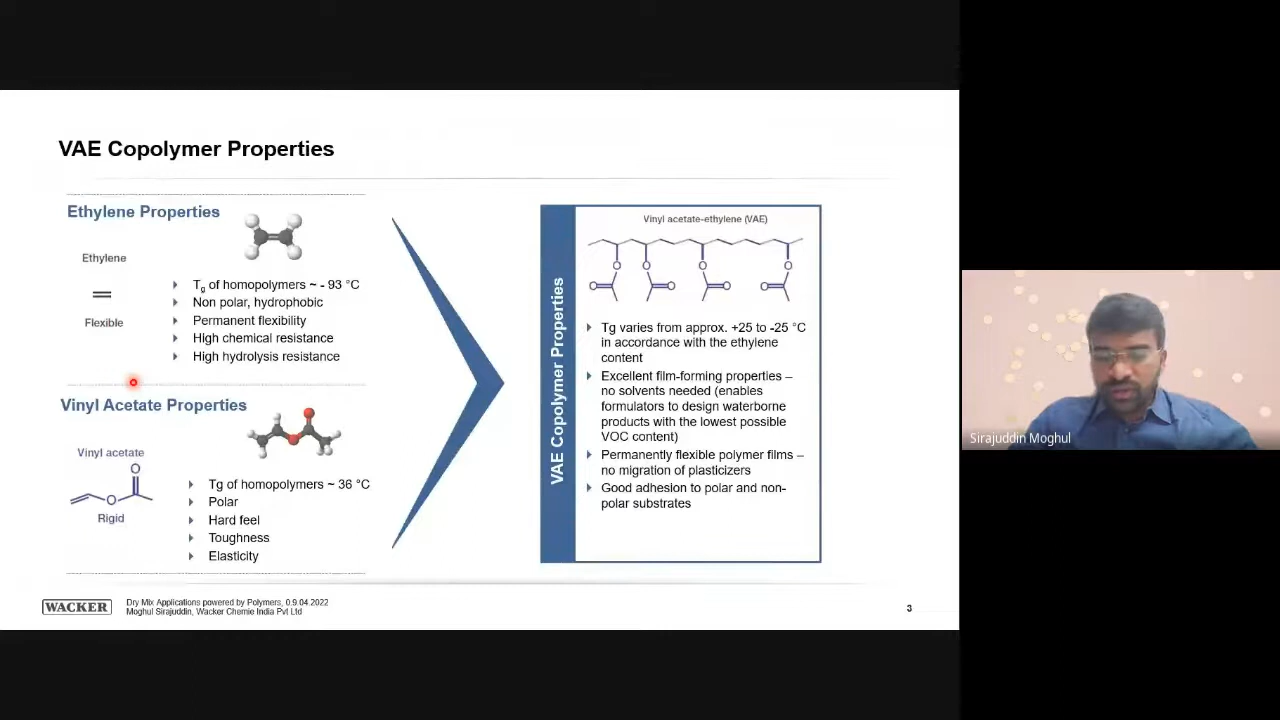 VAE Copolymer Properties
Ethylene Properties
Ethylene
Flexible
Tg of homopolymers ~ - 93 °C
Non polar, hydrophobic
Permanent flexibility
High chemical resistance
High hydrolysis resistance
Vinyl Acetate Properties
Vinyl acetate
O
O
Rigid
Tg of homopolymers ~ 36 °C
Polar
Hard feel
Toughness
Elasticity
VAE Copolymer Properties
Vinyl acetate-ethylene (VAE)
O O O O
O O O O
Tg varies from approx. +25 to -25 °C
in accordance with the ethylene
content
Excellent film-forming properties –
no solvents needed (enables
formulators to design waterborne
products with the lowest possible
VOC content)
Permanently flexible polymer films –
no migration of plasticizers
Good adhesion to polar and non-
polar substrates
WACKER
Dry Mix Applications powered by Polymers, 0.9.04.2022
Moghul Sirajuddin, Wacker Chemie India Pvt Ltd
3
Sirajuddin Moghul